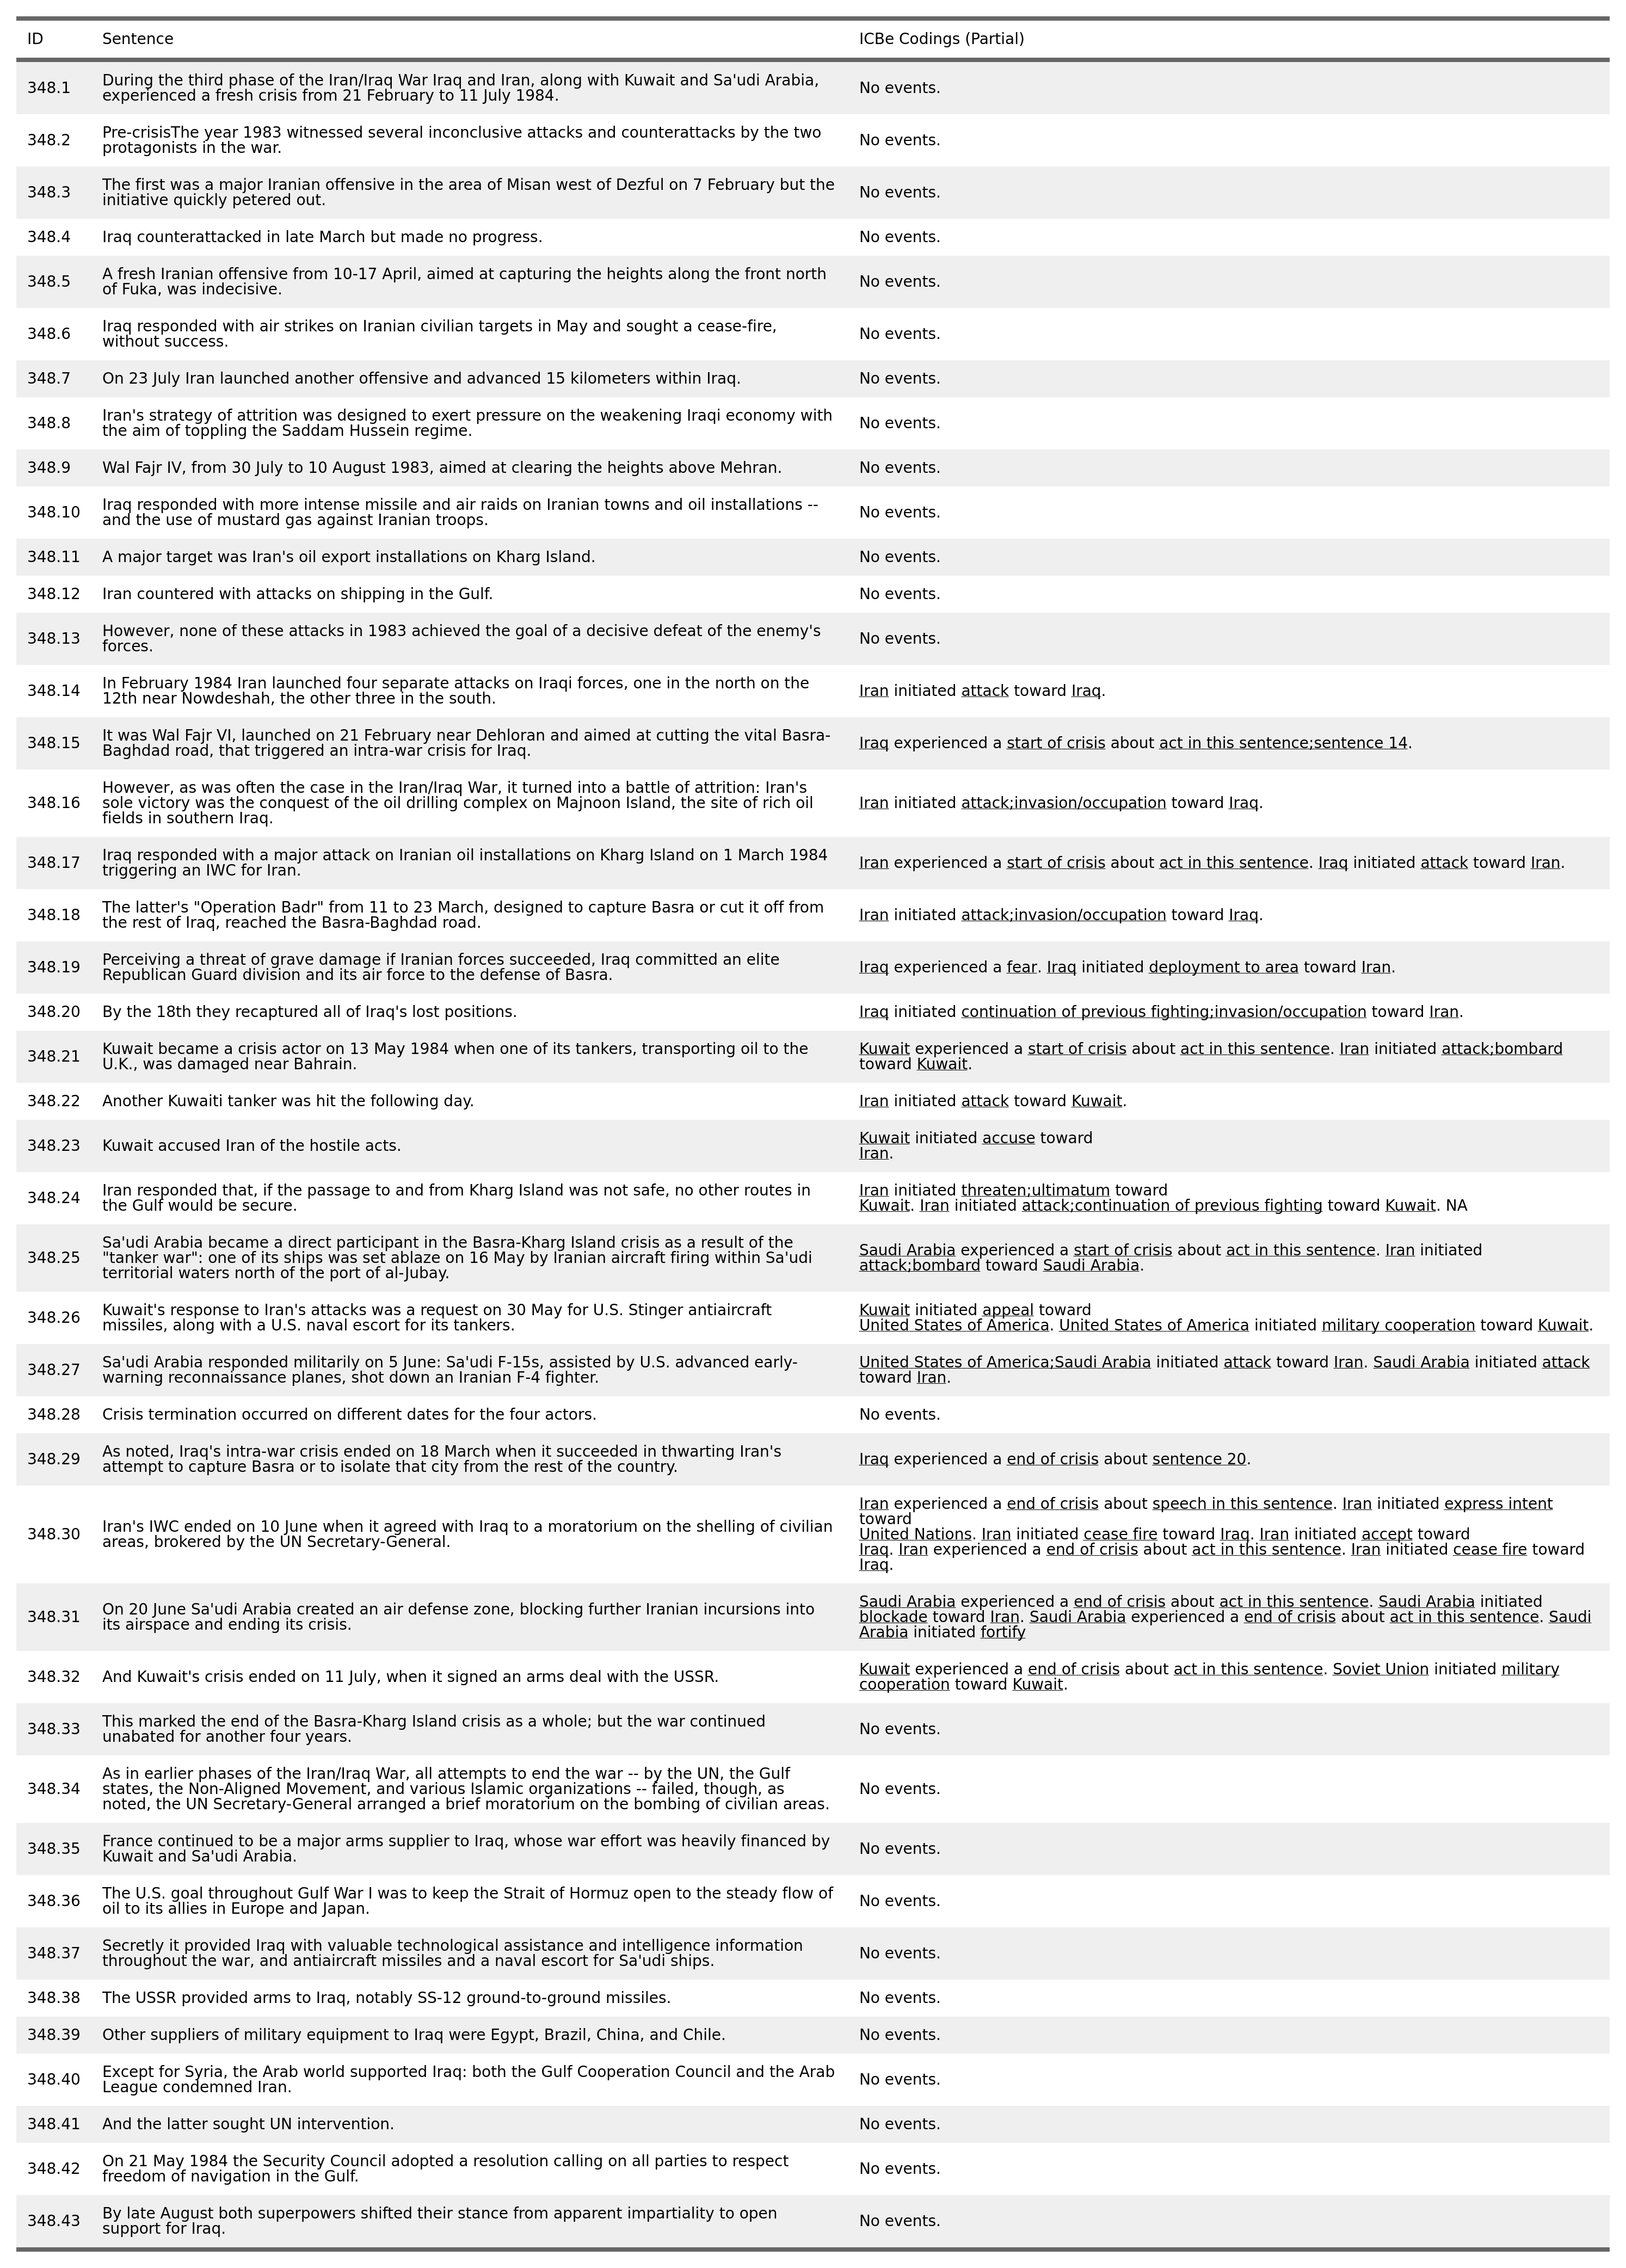 ID Sentence ICBe Codings (Partial)
348.1 During the third phase of the Iran/Iraq War Iraq and Iran, along with Kuwait and Sa'udi Arabia, No events.
experienced a fresh crisis from 21 February to 11 July 1984.
348.2 Pre-crisisThe year 1983 witnessed several inconclusive attacks and counterattacks by the two No events.
protagonists in the war.
348.3 The first was a major Iranian offensive in the area of Misan west of Dezful on 7 February but the No events.
initiative quickly petered out.
348.4 Iraq counterattacked in late March but made no progress. No events.
348.5 A fresh Iranian offensive from 10-17 April, aimed at capturing the heights along the front north No events.
of Fuka, was indecisive.
348.6 Iraq responded with air strikes on Iranian civilian targets in May and sought a cease-fire, No events.
without success.
348.7 On 23 July Iran launched another offensive and advanced 15 kilometers within Iraq. No events.
348.8 Iran's strategy of attrition was designed to exert pressure on the weakening Iraqi economy with No events.
the aim of toppling the Saddam Hussein regime.
348.9 Wal Fajr IV, from 30 July to 10 August 1983, aimed at clearing the heights above Mehran. No events.
348.10 Iraq responded with more intense missile and air raids on Iranian towns and oil installations -- No events.
and the use of mustard gas against Iranian troops.
348.11 A major target was Iran's oil export installations on Kharg Island. No events.
348.12 Iran countered with attacks on shipping in the Gulf. No events.
348.13 However, none of these attacks in 1983 achieved the goal of a decisive defeat of the enemy's No events.
forces.
348.14 In February 1984 Iran launched four separate attacks on Iraqi forces, one in the north on the Iran initiated attack toward Iraq.
12th near Nowdeshah, the other three in the south.
348.15 It was Wal Fajr VI, launched on 21 February near Dehloran and aimed at cutting the vital Basra- Iraq experienced a start of crisis about act in this sentence;sentence 14.
Baghdad road, that triggered an intra-war crisis for Iraq.
348.16 However, as was often the case in the Iran/Iraq War, it turned into a battle of attrition: Iran's
sole victory was the conquest of the oil drilling complex on Majnoon Island, the site of rich oil Iran initiated attack;invasion/occupation toward Iraq.
fields in southern Iraq.
348.17 Iraq responded with a major attack on Iranian oil installations on Kharg Island on 1 March 1984 Iran experienced a start of crisis about act in this sentence. Iraq initiated attack toward Iran.
triggering an IWC for Iran.
348.18 The latter's "Operation Badr" from 11 to 23 March, designed to capture Basra or cut it off from Iran initiated attack;invasion/occupation toward Iraq.
the rest of Iraq, reached the Basra-Baghdad road.
348.19 Perceiving a threat of grave damage if Iranian forces succeeded, Iraq committed an elite Iraq experienced a fear. Iraq initiated deployment to area toward Iran.
Republican Guard division and its air force to the defense of Basra.
348.20 By the 18th they recaptured all of Iraq's lost positions. Iraq initiated continuation of previous fighting;invasion/occupation toward Iran.
348.21 Kuwait became a crisis actor on 13 May 1984 when one of its tankers, transporting oil to the Kuwait experienced a start of crisis about act in this sentence. Iran initiated attack;bombard
U.K., was damaged near Bahrain. toward Kuwait.
348.22 Another Kuwaiti tanker was hit the following day. Iran initiated attack toward Kuwait.
348.23 Kuwait accused Iran of the hostile acts. Kuwait initiated accuse toward
Iran.
348.24 Iran responded that, if the passage to and from Kharg Island was not safe, no other routes in Iran initiated threaten;ultimatum toward
the Gulf would be secure. Kuwait. Iran initiated attack;continuation of previous fighting toward Kuwait. NA
348.25 Sa'udi Arabia became a direct participant in the Basra-Kharg Island crisis as a result of the
"tanker war": one of its ships was set ablaze on 16 May by Iranian aircraft firing within Sa'udi Saudi Arabia experienced a start of crisis about act in this sentence. Iran initiated
territorial waters north of the port of al-Jubay. attack;bombard toward Saudi Arabia.
348.26 Kuwait's response to Iran's attacks was a request on 30 May for U.S. Stinger antiaircraft Kuwait initiated appeal toward
missiles, along with a U.S. naval escort for its tankers. United States of America. United States of America initiated military cooperation toward Kuwait.
348.27 Sa'udi Arabia responded militarily on 5 June: Sa'udi F-15s, assisted by U.S. advanced early- United States of America;Saudi Arabia initiated attack toward Iran. Saudi Arabia initiated attack
warning reconnaissance planes, shot down an Iranian F-4 fighter. toward Iran.
348.28 Crisis termination occurred on different dates for the four actors. No events.
348.29 As noted, Iraq's intra-war crisis ended on 18 March when it succeeded in thwarting Iran's Iraq experienced a end of crisis about sentence 20.
attempt to capture Basra or to isolate that city from the rest of the country.
348.30 Iran's IWC ended on 10 June when it agreed with Iraq to a moratorium on the shelling of civilian
areas, brokered by the UN Secretary-General.
Iran experienced a end of crisis about speech in this sentence. Iran initiated express intent
toward
United Nations. Iran initiated cease fire toward Iraq. Iran initiated accept toward
Iraq. Iran experienced a end of crisis about act in this sentence. Iran initiated cease fire toward
Iraq.
348.31 On 20 June Sa'udi Arabia created an air defense zone, blocking further Iranian incursions into
its airspace and ending its crisis.
Saudi Arabia experienced a end of crisis about act in this sentence. Saudi Arabia initiated
blockade toward Iran. Saudi Arabia experienced a end of crisis about act in this sentence. Saudi
Arabia initiated fortify
348.32 And Kuwait's crisis ended on 11 July, when it signed an arms deal with the USSR. Kuwait experienced a end of crisis about act in this sentence. Soviet Union initiated military
cooperation toward Kuwait.
348.33 This marked the end of the Basra-Kharg Island crisis as a whole; but the war continued No events.
unabated for another four years.
348.34 As in earlier phases of the Iran/Iraq War, all attempts to end the war -- by the UN, the Gulf
states, the Non-Aligned Movement, and various Islamic organizations -- failed, though, as No events.
noted, the UN Secretary-General arranged a brief moratorium on the bombing of civilian areas.
348.35 France continued to be a major arms supplier to Iraq, whose war effort was heavily financed by No events.
Kuwait and Sa'udi Arabia.
348.36 The U.S. goal throughout Gulf War I was to keep the Strait of Hormuz open to the steady flow of No events.
oil to its allies in Europe and Japan.
348.37 Secretly it provided Iraq with valuable technological assistance and intelligence information No events.
throughout the war, and antiaircraft missiles and a naval escort for Sa'udi ships.
348.38 The USSR provided arms to Iraq, notably SS-12 ground-to-ground missiles. No events.
348.39 Other suppliers of military equipment to Iraq were Egypt, Brazil, China, and Chile. No events.
348.40 Except for Syria, the Arab world supported Iraq: both the Gulf Cooperation Council and the Arab No events.
League condemned Iran.
348.41 And the latter sought UN intervention. No events.
348.42 On 21 May 1984 the Security Council adopted a resolution calling on all parties to respect No events.
freedom of navigation in the Gulf.
348.43 By late August both superpowers shifted their stance from apparent impartiality to open No events.
support for Iraq.